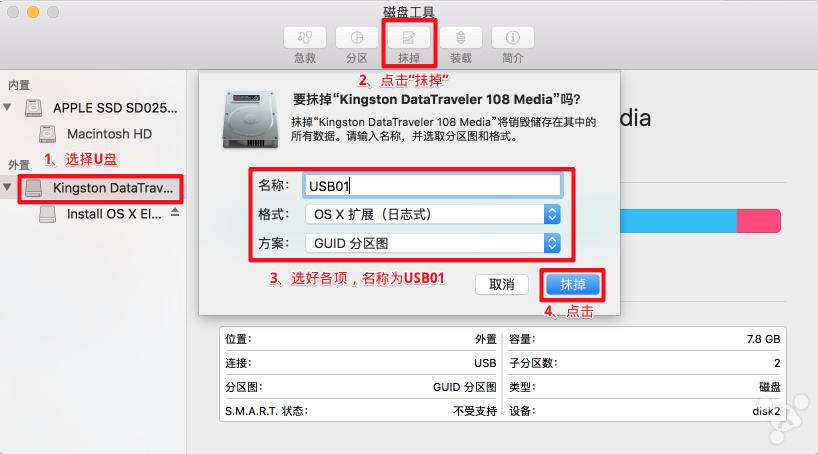 磁盘工具
急救
分区
抹掉
装载
简介
2、点击“抹掉”
内置
APPLE SSD SD025...
Macintosh HD
1、选择U盘
外置
Kingston DataTrav...
Install OS X El...
要抹掉“Kingston DataTraveler 108 Media”吗?
抹掉“Kingston DataTraveler 108 Media”将销毁储存在其中的
所有数据。请输入名称，并选取分区图和格式。
dia
名称: USB01
格式: OS X 扩展（日志式）
方案: GUID 分区图
3、选好各项，名称为USB01
取消
抹掉
4、点击
位置: 外置
容量: 7.8 GB
连接: USB
子分区数: 2
分区图: GUID 分区图
类型: 磁盘
S.M.A.R.T. 状态: 不受支持
设备: disk2